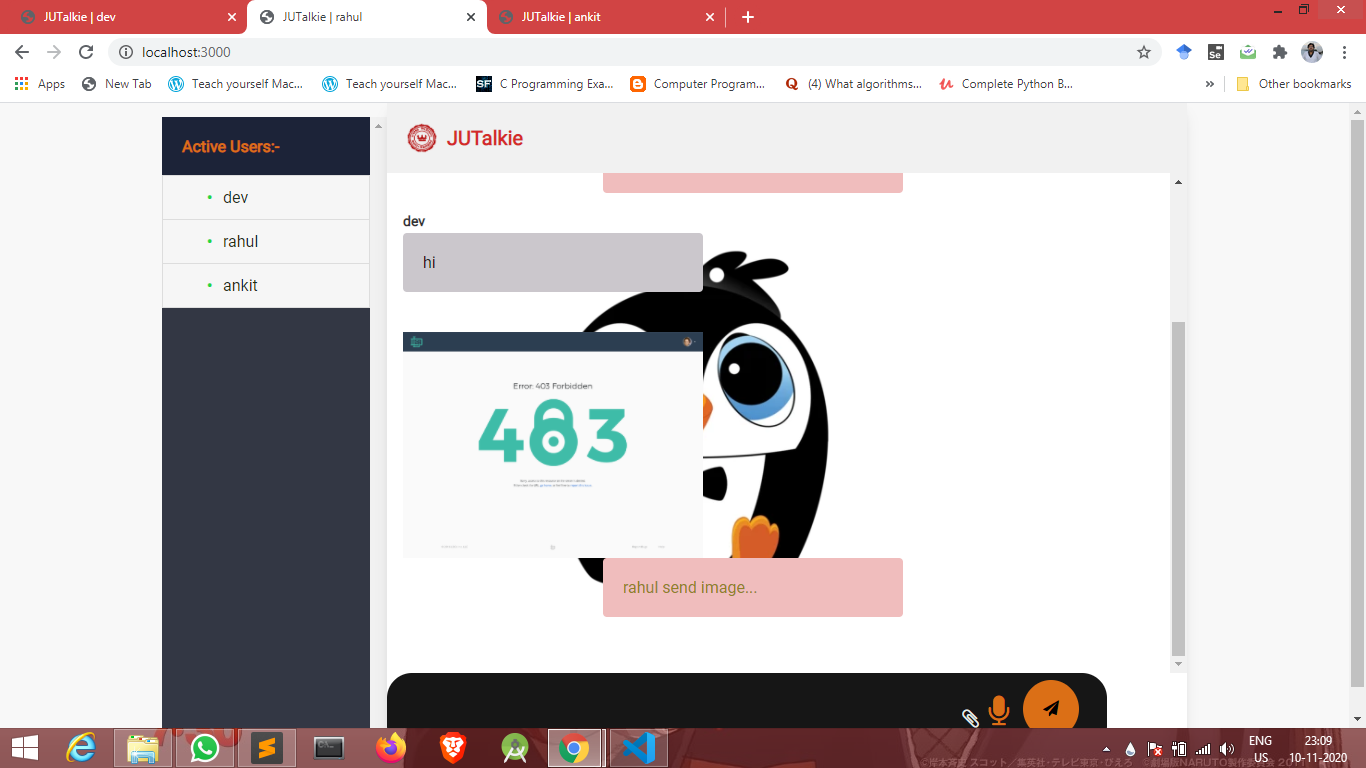 JUTalkie | dev
JUTalkie | rahul
JUTalkie | ankit
localhost:3000
Apps
New Tab
Teach yourself Mac...
Teach yourself Mac...
SF
C Programming Exa...
Computer Program...
(4) What algorithms...
Complete Python B...
»
Other bookmarks
Se
Active Users:-
dev
rahul
ankit
JUTalkie
dev
hi
Error: 403 Forbidden
403
rahul send image...
ENG
US
23:09
10-11-2020